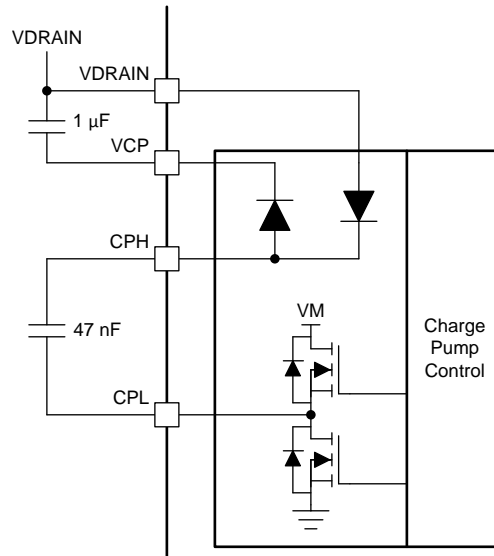 VDRAIN
VDRAIN
1 µF
VCP
CPH
47 nF
VM
CPL
Charge
Pump
Control